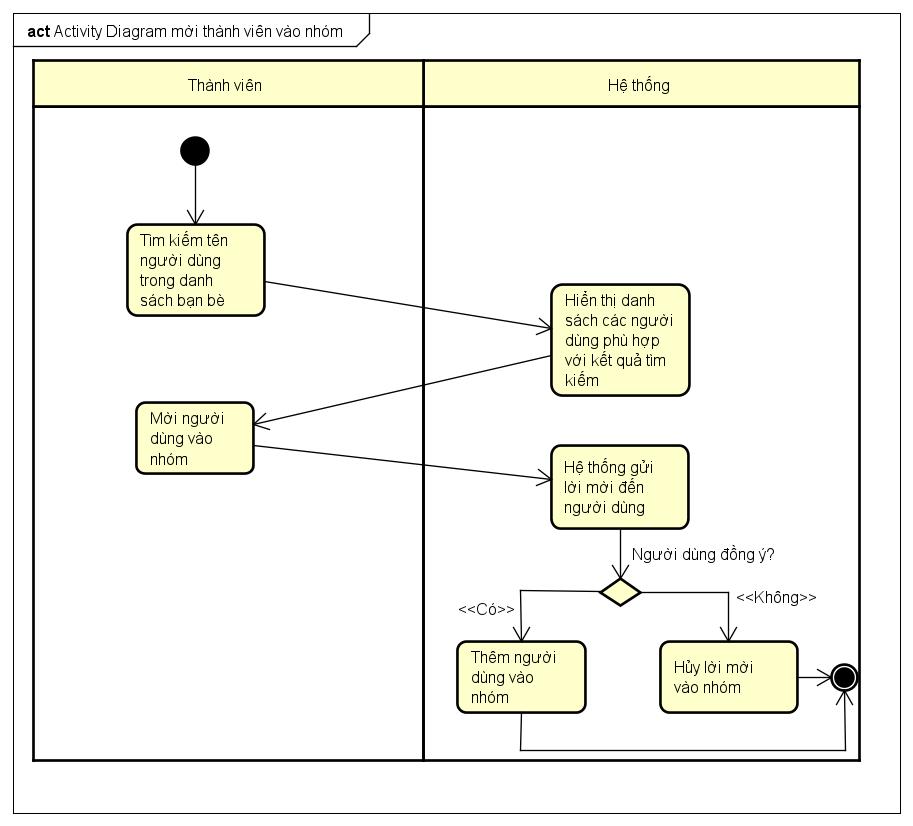 act Activity Diagram mời thành viên vào nhóm
Thành viên
Hệ thống
Tìm kiếm tên
người dùng
trong danh
sách bạn bè
Hiển thị danh
sách các người
dùng phù hợp
với kết quả tìm
kiếm
Mời người
dùng vào
nhóm
Hệ thống gửi
lời mời đến
người dùng
Người dùng đồng ý?
<<Có>>
<<Không>>
Thêm người
dùng vào
nhóm
Hủy lời mời
vào nhóm